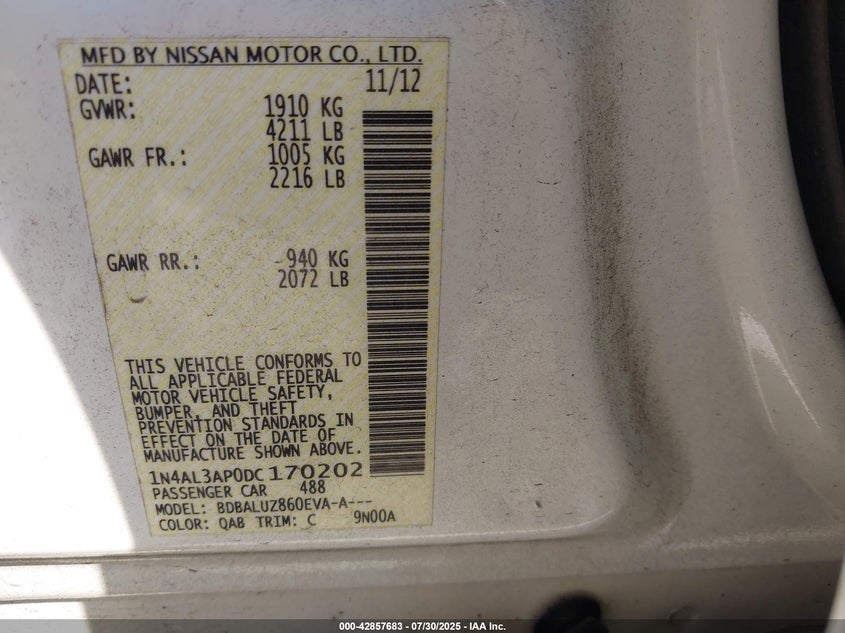 MFD BY NISSAN MOTOR CO., LTD.
DATE: 11/12
GVWR: 1910 KG
4211 LB
GAWR FR.: 1005 KG
2216 LB
GAWR RR.: 940 KG
2072 LB
THIS VEHICLE CONFORMS TO
ALL APPLICABLE FEDERAL
MOTOR VEHICLE SAFETY,
BUMPER, AND THEFT
PREVENTION STANDARDS IN
EFFECT ON THE DATE OF
MANUFACTURE SHOWN ABOVE.
1N4AL3AP0DC170202
PASSENGER CAR 488
MODEL: BDBALUZ860EVA-A---
COLOR: QAB TRIM: C 9N00A
000-42857683 / 07/30/2025 - IAA Inc.